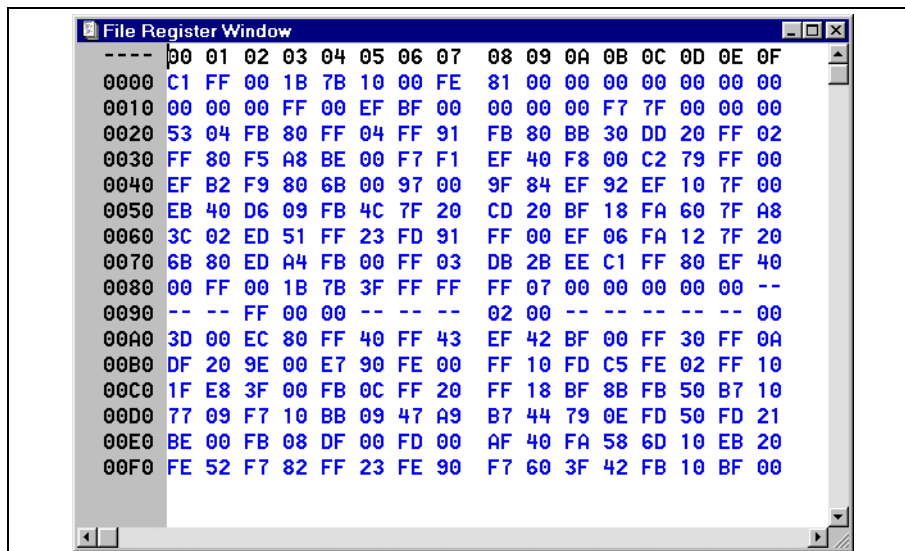 File Register Window
---- 00 01 02 03 04 05 06 07 08 09 0A 0B 0C 0D 0E 0F
0000 C1 FF 00 1B 7B 10 00 FE 81 00 00 00 00 00 00 00
0010 00 00 00 FF 00 EF BF 00 00 00 00 F7 7F 00 00 00
0020 53 04 FB 80 FF 04 FF 91 FB 80 BB 30 DD 20 FF 02
0030 FF 80 F5 A8 BE 00 F7 F1 EF 40 F8 00 C2 79 FF 00
0040 EF B2 F9 80 6B 00 97 00 9F 84 EF 92 EF 10 7F 00
0050 EB 40 D6 09 FB 4C 7F 20 CD 20 BF 18 FA 60 7F A8
0060 3C 02 ED 51 FF 23 FD 91 FF 00 EF 06 FA 12 7F 20
0070 6B 80 ED A4 FB 00 FF 03 DB 2B EE C1 FF 80 EF 40
0080 00 FF 00 1B 7B 3F FF FF FF 07 00 00 00 00 00 --
0090 -- -- FF 00 00 -- -- -- 02 00 -- -- -- -- -- 00
00A0 3D 00 EC 80 FF 40 FF 43 EF 42 BF 00 FF 30 FF 0A
00B0 DF 20 9E 00 E7 90 FE 00 FF 10 FD C5 FE 02 FF 10
00C0 1F E8 3F 00 FB 0C FF 20 FF 18 BF 8B FB 50 B7 10
00D0 77 09 F7 10 BB 09 47 A9 B7 44 79 0E FD 50 FD 21
00E0 BE 00 FB 08 DF 00 FD 00 AF 40 FA 58 6D 10 EB 20
00F0 FE 52 F7 82 FF 23 FE 90 F7 60 3F 42 FB 10 BF 00